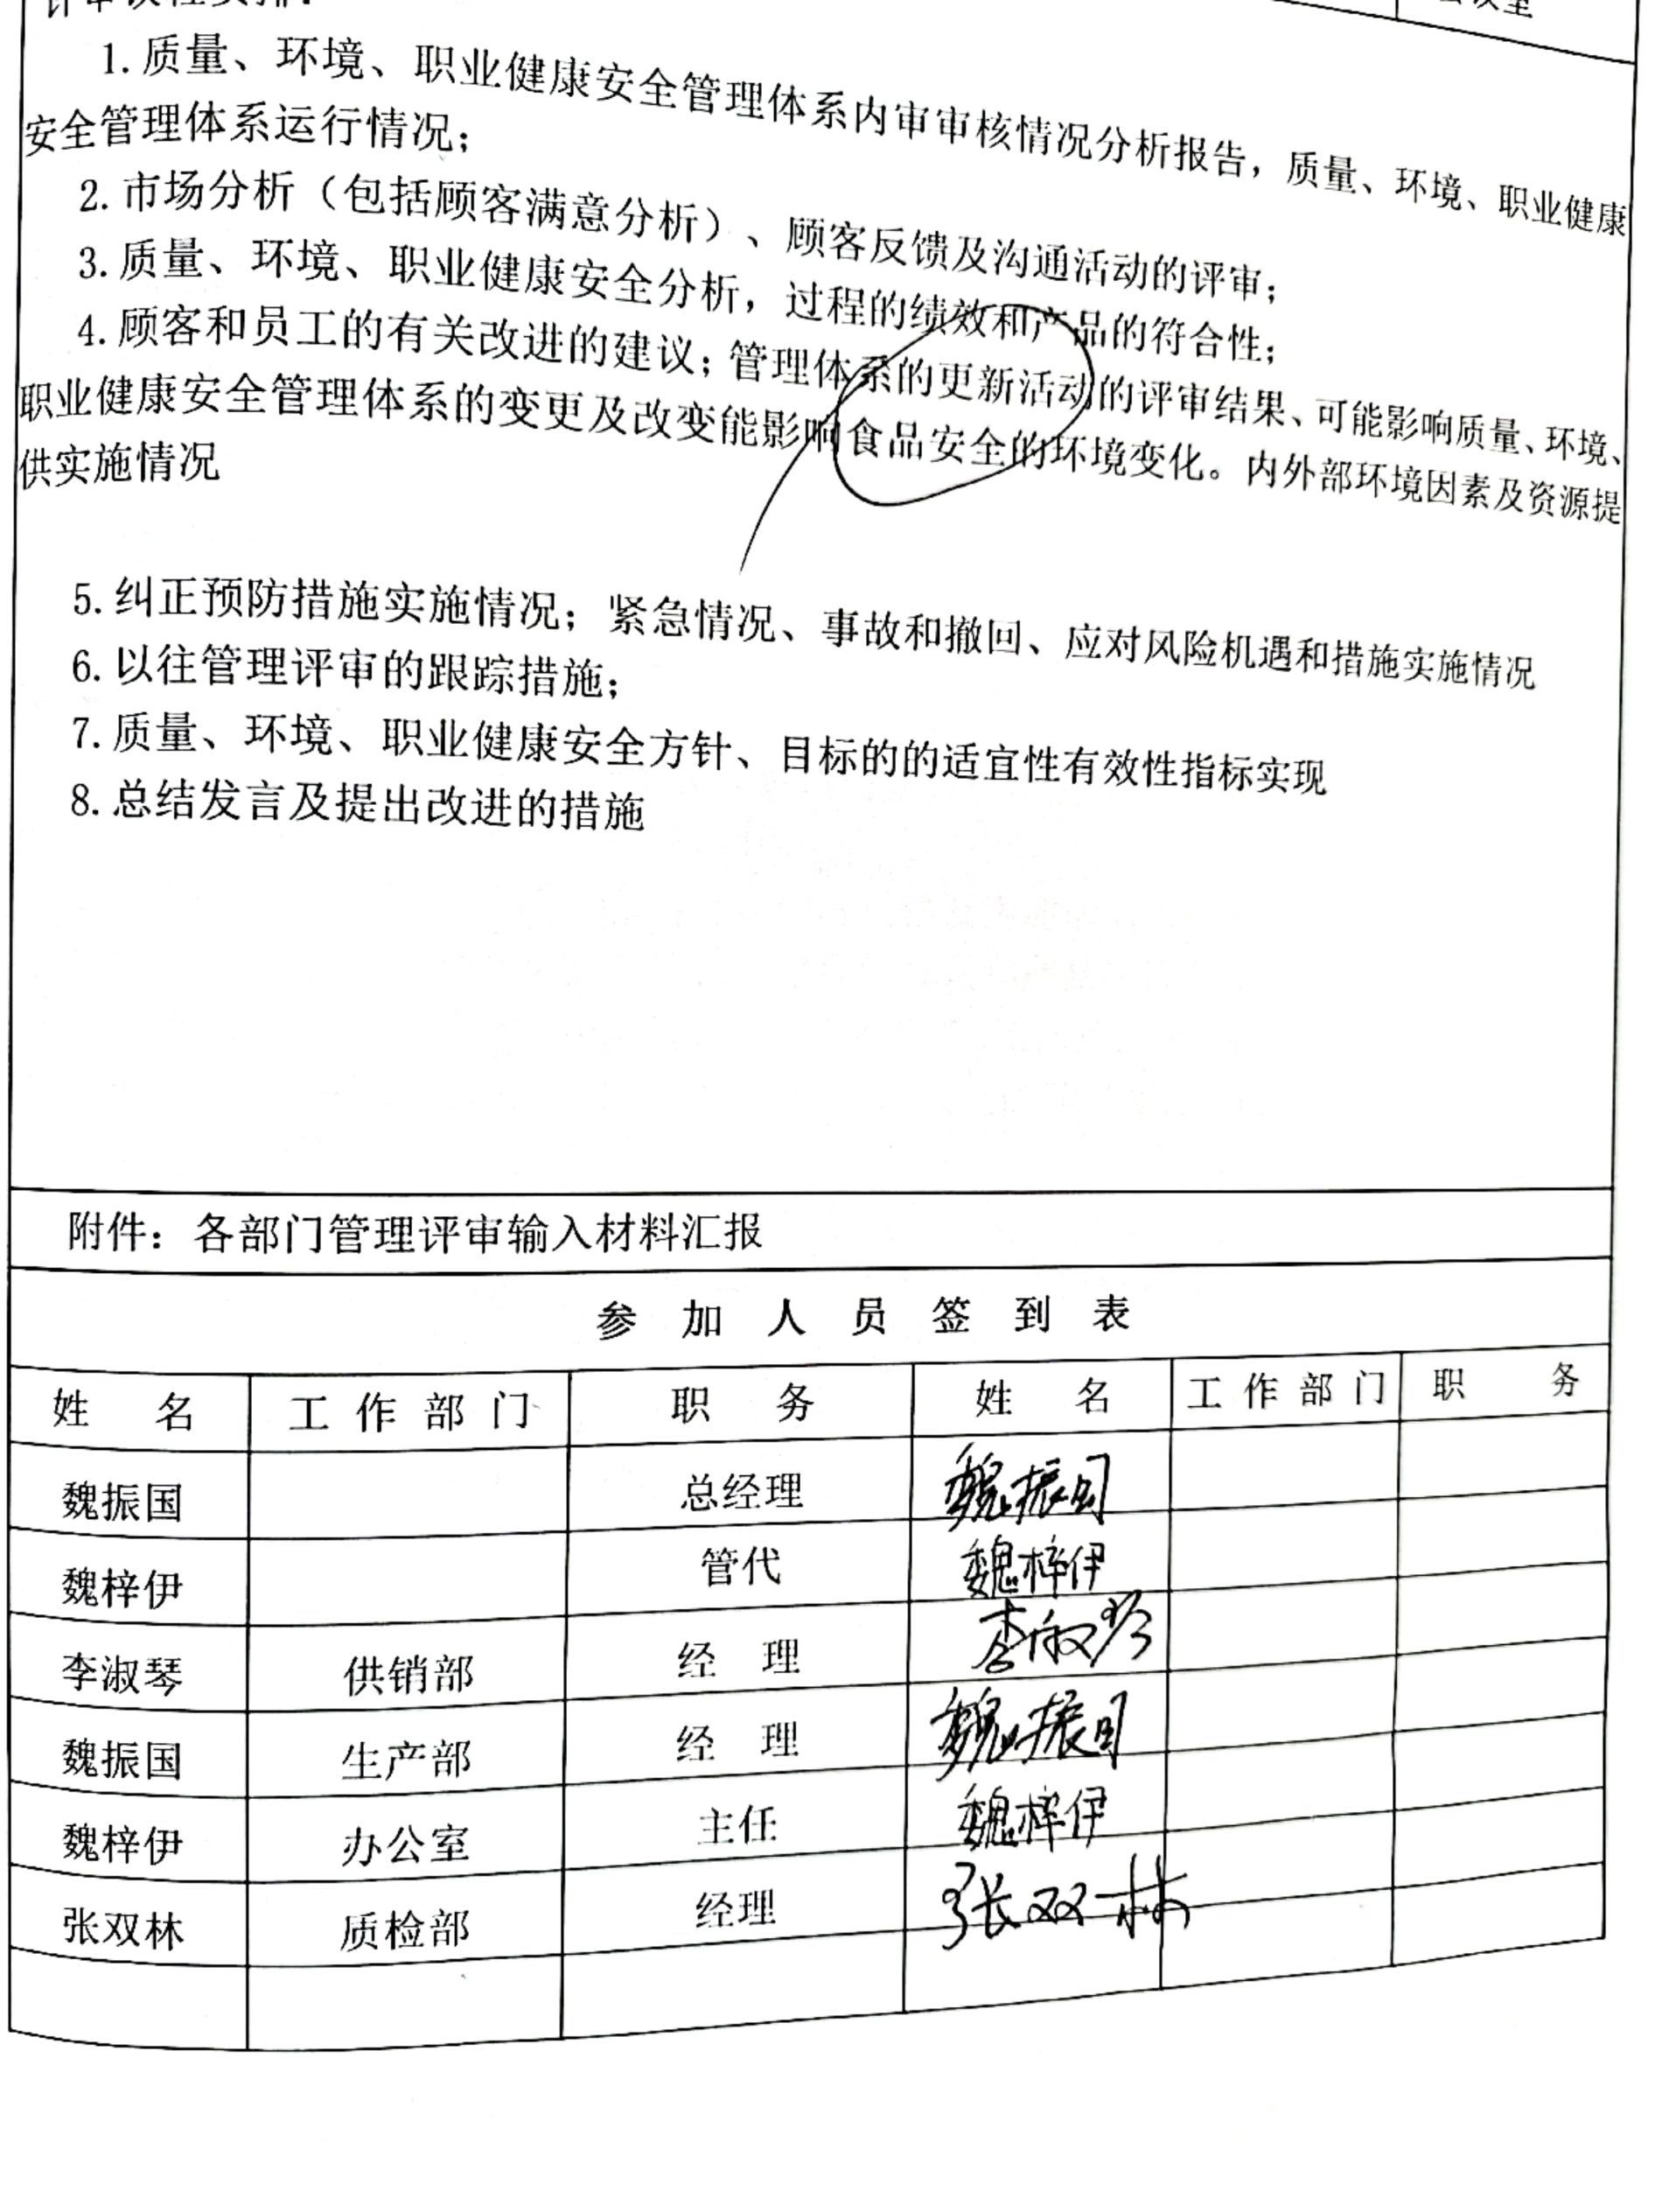 评审议程安排：
会议室
1.质量、环境、职业健康安全管理体系内审审核情况分析报告，质量、环境、职业健康
安全管理体系运行情况；
2.市场分析（包括顾客满意分析）、顾客反馈及沟通活动的评审；
3.质量、环境、职业健康安全分析，过程的绩效和产品的符合性；
4.顾客和员工的有关改进的建议；管理体系的更新活动的评审结果、可能影响质量、环境、
职业健康安全管理体系的变更及改变能影响食品安全的环境变化。内外部环境因素及资源提
供实施情况
5.纠正预防措施实施情况；紧急情况、事故和撤回、应对风险机遇和措施实施情况
6.以往管理评审的跟踪措施；
7.质量、环境、职业健康安全方针、目标的的适宜性有效性指标实现
8.总结发言及提出改进的措施
附件：各部门管理评审输入材料汇报
参加人员签到表
姓 名 工作部门 职 务 姓 名 工作部门 职 务
魏振国 总经理 魏振国
魏梓伊 管代 魏梓伊
李淑琴 供销部 经 理 李淑琴
魏振国 生产部 经 理 魏振国
魏梓伊 办公室 主任 魏梓伊
张双林 质检部 经理 张双林